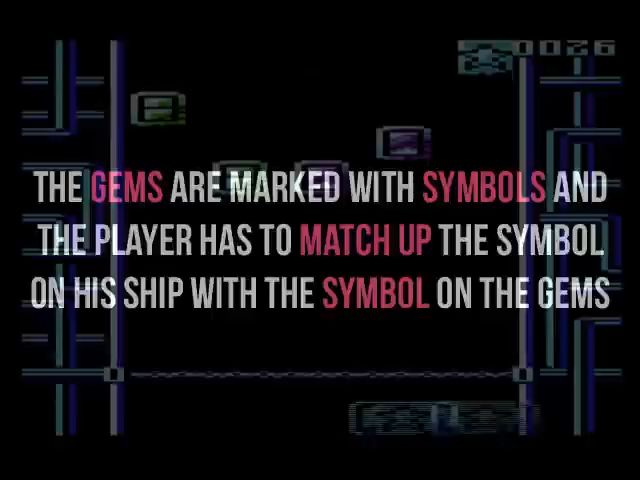 0026
THE GEMS ARE MARKED WITH SYMBOLS AND
THE PLAYER HAS TO MATCH UP THE SYMBOL
ON HIS SHIP WITH THE SYMBOL ON THE GEMS